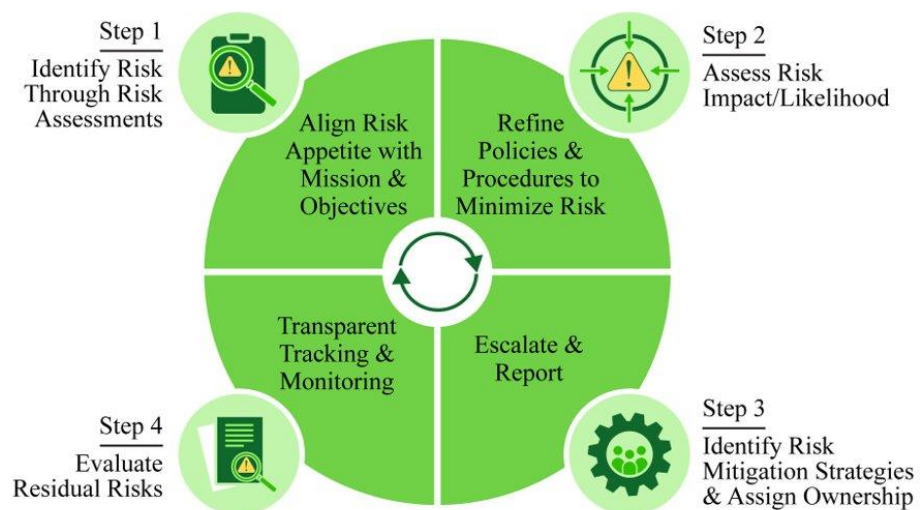 Step 1
Identify Risk
Through Risk
Assessments
Step 2
Assess Risk
Impact/Likelihood
Align Risk
Appetite with
Mission &
Objectives
Refine
Policies &
Procedures to
Minimize Risk
Transparent
Tracking &
Monitoring
Escalate &
Report
Step 4
Evaluate
Residual Risks
Step 3
Identify Risk
Mitigation Strategies
& Assign Ownership